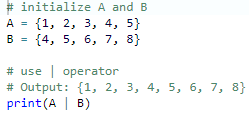 # initialize A and B
A = {1, 2, 3, 4, 5}
B = {4, 5, 6, 7, 8}
# use | operator
# Output: {1, 2, 3, 4, 5, 6, 7, 8}
print(A | B)